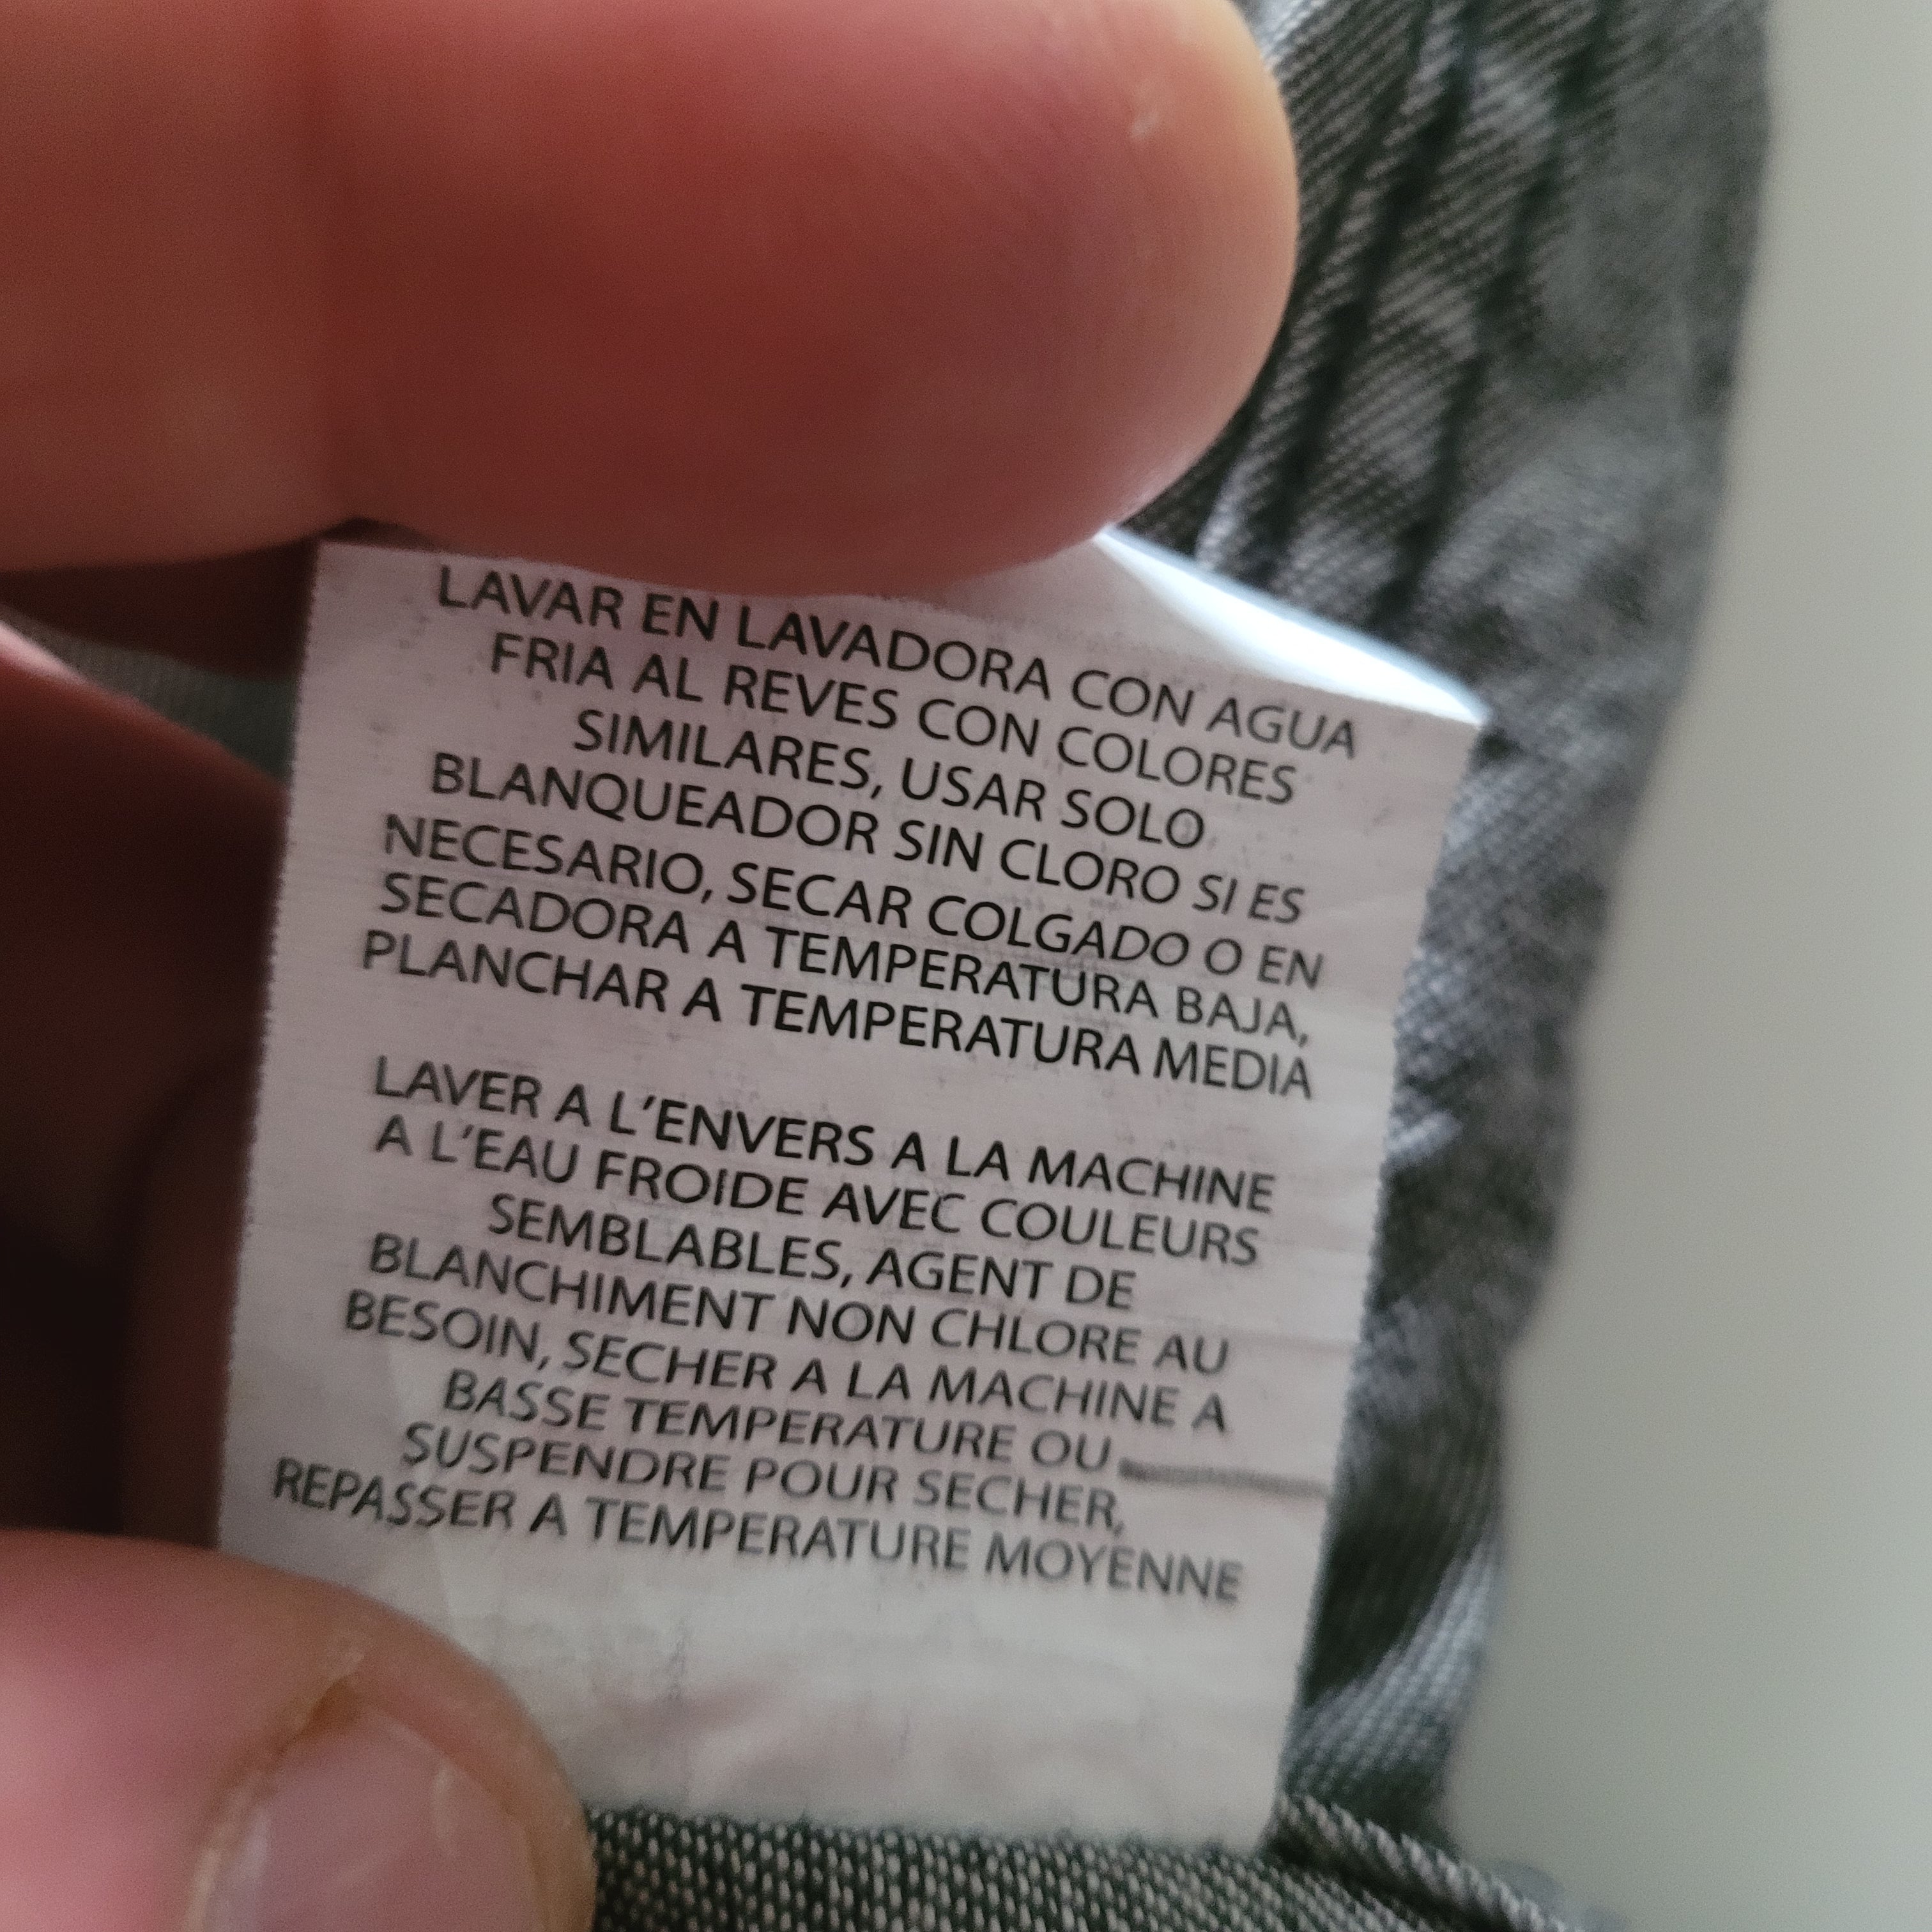 LAVAR EN LAVADORA CON AGUA
FRIA AL REVES CON COLORES
SIMILARES, USAR SOLO
BLANQUEADOR SIN CLORO SI ES
NECESARIO, SECAR COLGADO O EN
SECADORA A TEMPERATURA BAJA,
PLANCHAR A TEMPERATURA MEDIA
LAVER A L'ENVERS A LA MACHINE
A L'EAU FROIDE AVEC COULEURS
SEMBLABLES, AGENT DE
BLANCHIMENT NON CHLORE AU
BESOIN, SECHER A LA MACHINE A
BASSE TEMPERATURE OU
SUSPENDRE POUR SECHER,
REPASSER A TEMPERATURE MOYENNE